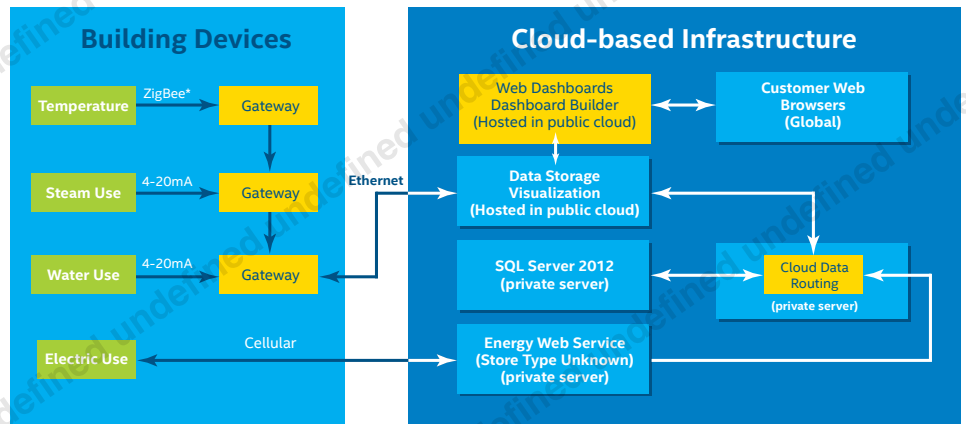 Building Devices
Temperature
ZigBee*
Gateway
Steam Use
4-20mA
Gateway
Water Use
4-20mA
Gateway
Electric Use
Cellular
Ethernet
Cloud-based Infrastructure
Web Dashboards
Dashboard Builder
(Hosted in public cloud)
Customer Web
Browsers
(Global)
Data Storage
Visualization
(Hosted in public cloud)
SQL Server 2012
(private server)
Cloud Data
Routing
(private server)
Energy Web Service
(Store Type Unknown)
(private server)
undefined undefined undefined undefined